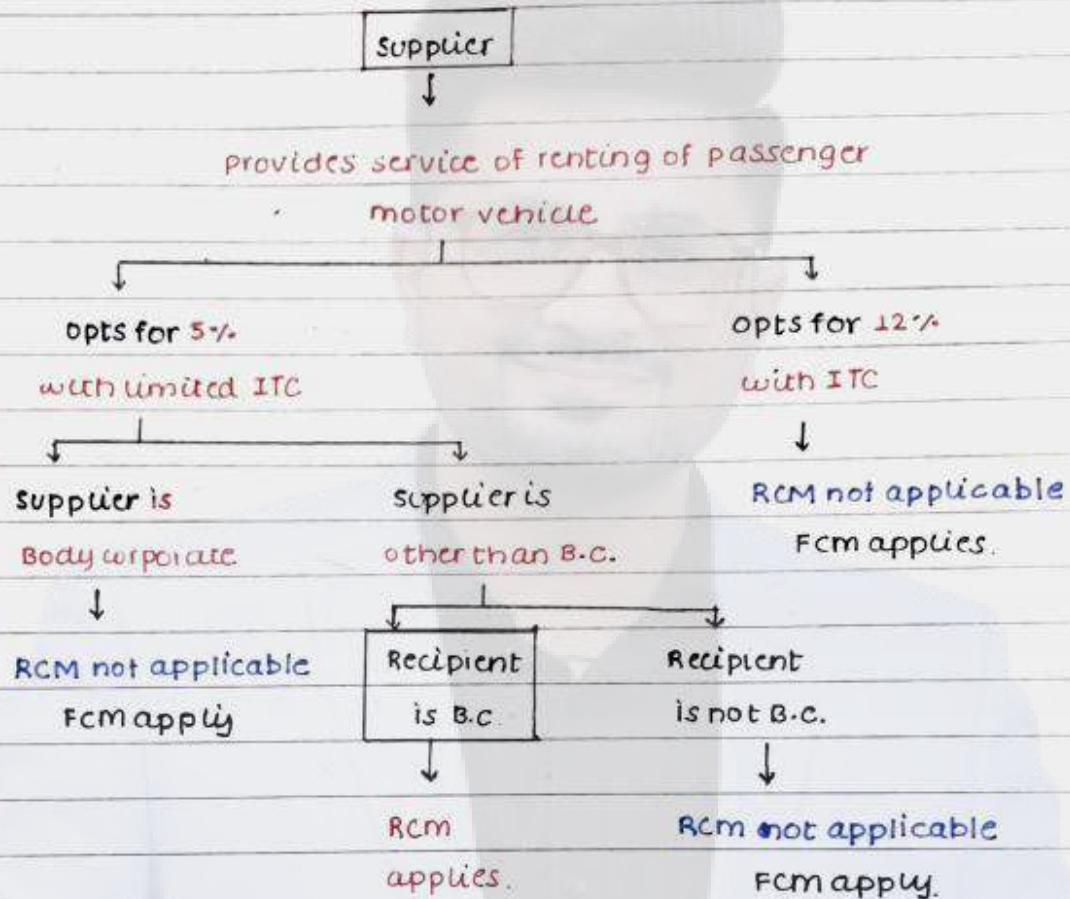 Supplier
provides service of renting of passenger
motor vehicle
opts for 5%
opts for 12%
with limited ITC
with ITC
Supplier is
Supplier is
RCM not applicable
Body corporate
other than B.C.
FCM applies.
RCM not applicable
Recipient
Recipient
FCM apply
is B.C
is not B.C.
RCM
RCM not applicable
applies.
FCM apply.